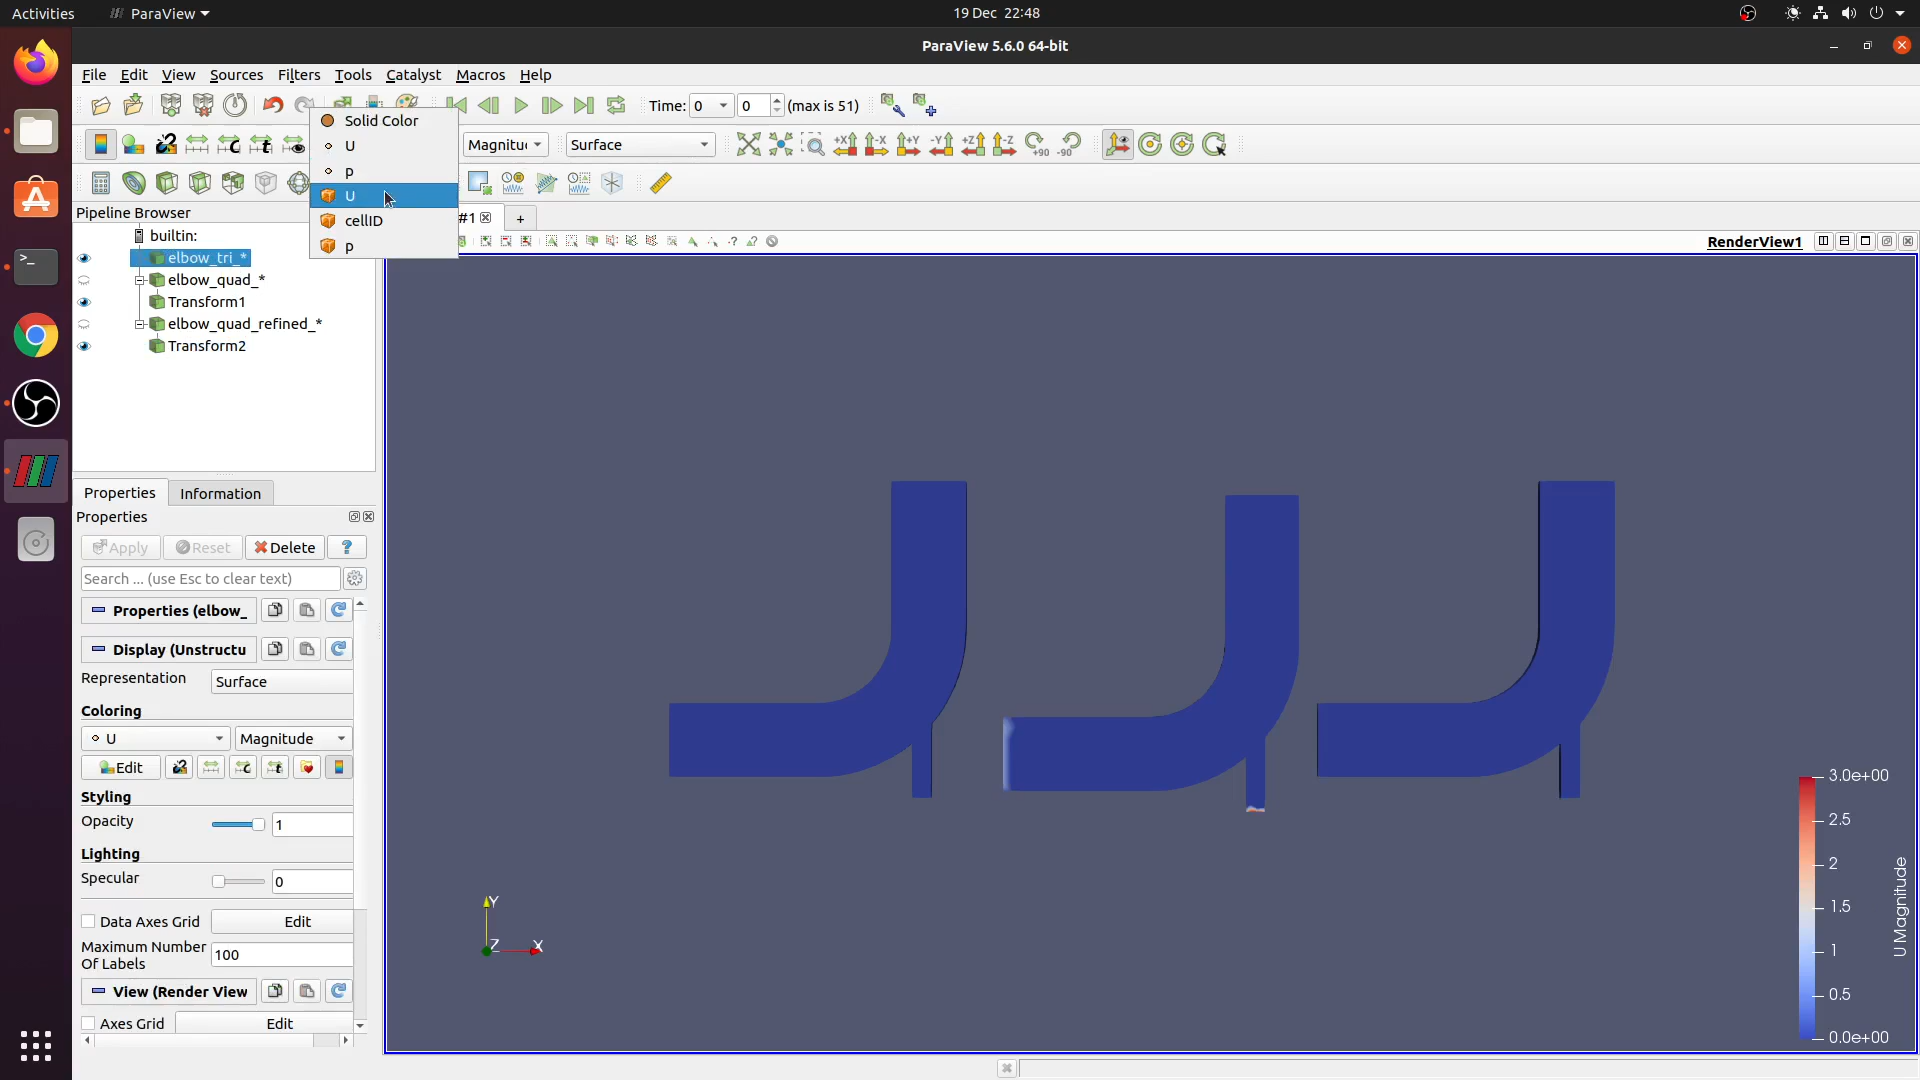 Activities
ParaView
19 Dec 22:48
ParaView 5.6.0 64-bit
File Edit View Sources Filters Tools Catalyst Macros Help
Time: 0 0 (max is 51)
Solid Color
U
p
U
cellID
p
Surface
+X
-X
+Y
-Y
+Z
-Z
+90
-90
Pipeline Browser
#1
+
builtin:
elbow_tri_*
elbow_quad_*
Transform1
elbow_quad_refined_*
Transform2
RenderView1
Properties Information
Properties
Apply Reset Delete ?
Search ... (use Esc to clear text)
Properties (elbow_
Display (Unstructu
Representation Surface
Coloring
U Magnitude
Edit
Styling
Opacity 1
Lighting
Specular 0
Data Axes Grid Edit
Maximum Number
Of Labels
100
View (Render View
Axes Grid Edit
Y
Z
X
3.0e+00
2.5
2
1.5
1
0.5
0.0e+00
U Magnitude